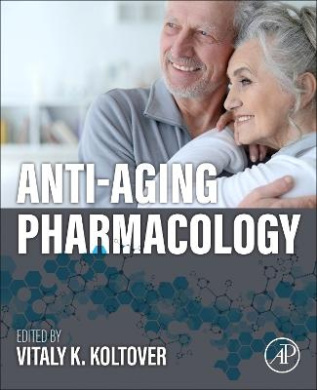 ANTI-AGING
PHARMACOLOGY
EDITED BY
VITALY K. KOLTOVER
AP